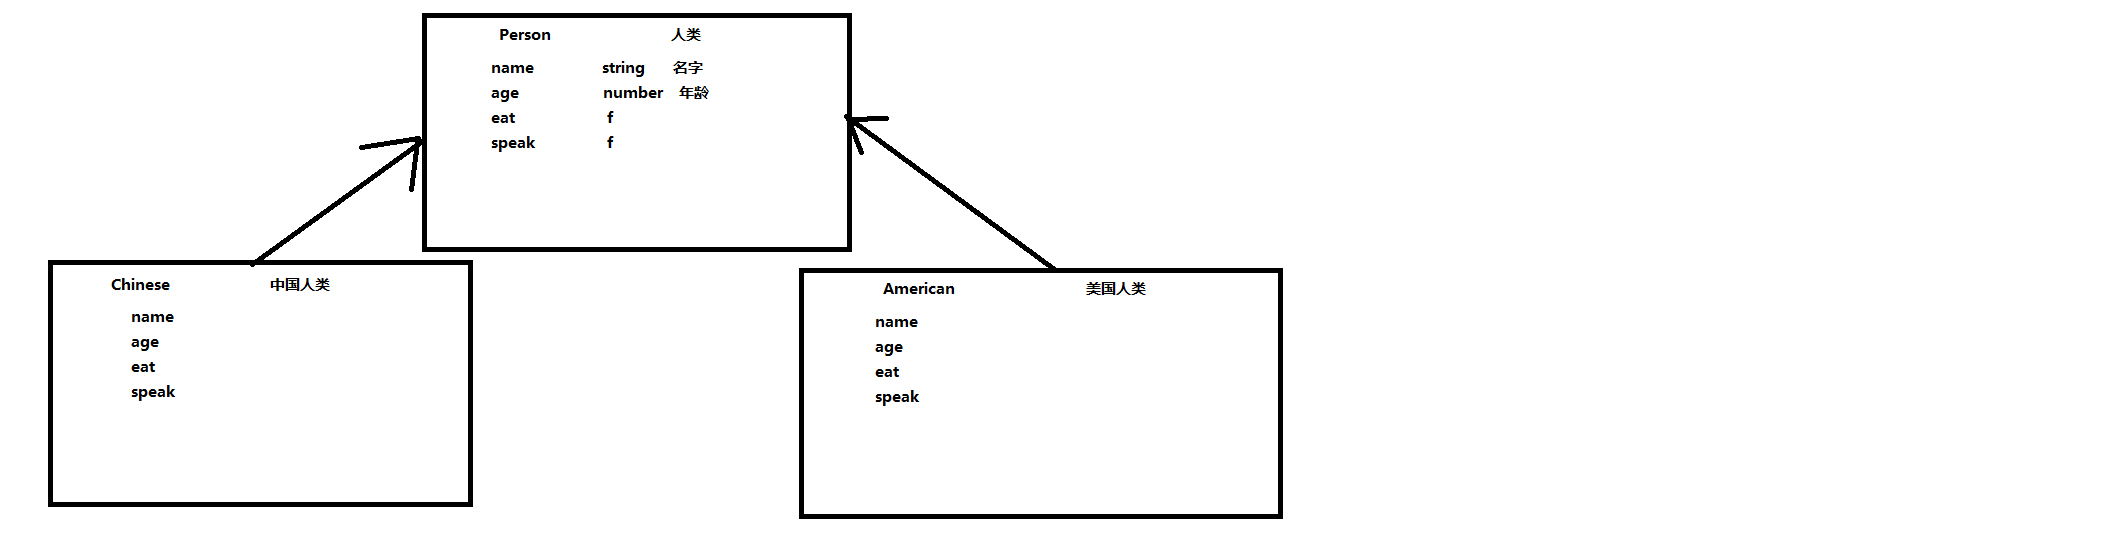 Person 人类
name string 名字
age number 年龄
eat f
speak f
Chinese 中国人类
name
age
eat
speak
American 美国人类
name
age
eat
speak